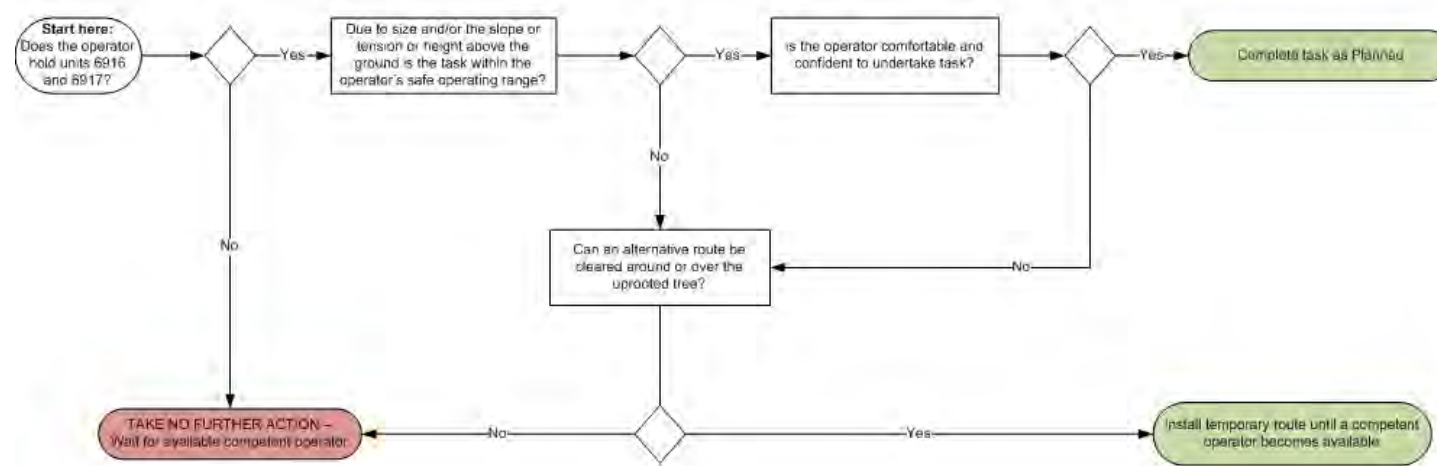 Start here:
Does the operator
hold units 6916
and 6917?
Yes
Due to size and/or the slope or
tension or height above the
ground is the task within the
operator's safe operating range?
Yes
Is the operator comfortable and
confident to undertake task?
Yes
Complete task as Planned
No
No
Can an alternative route be
cleared around or over the
uprooted tree?
No
TAKE NO FURTHER ACTION –
Wait for available competent operator
No
Yes
Install temporary route until a competent
operator becomes available